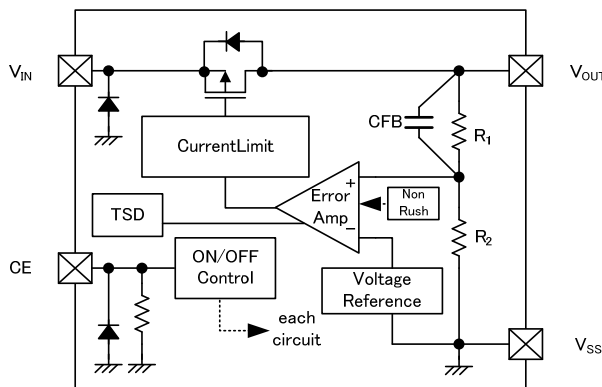 VIN
VOUT
CFB
R1
CurrentLimit
+
Error
Amp
−
Non
Rush
TSD
R2
CE
ON/OFF
Control
Voltage
Reference
each
circuit
VSS